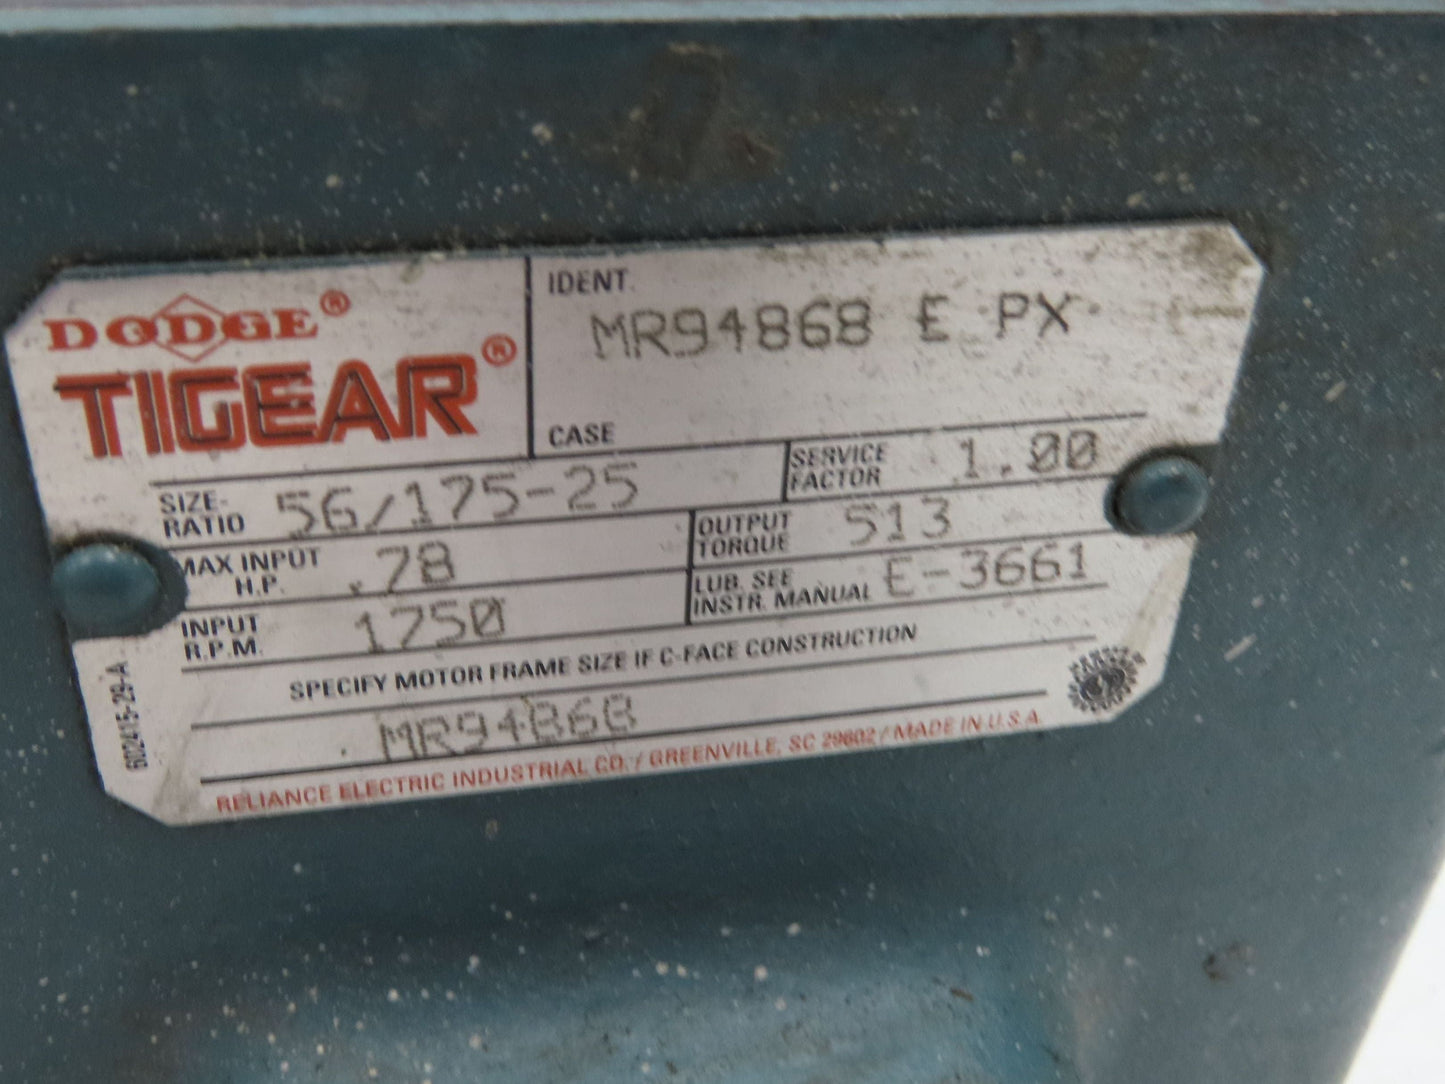 DODGE®
TIGEAR®
IDENT.
MR94868 E PX
CASE
SIZE-
RATIO
56/175-25
SERVICE
FACTOR
1.00
MAX INPUT
H.P.
.78
OUTPUT
TORQUE
513
INPUT
R.P.M.
1750
LUB. SEE
INSTR. MANUAL
E-3661
SPECIFY MOTOR FRAME SIZE IF C-FACE CONSTRUCTION
MR94868
RELIANCE ELECTRIC INDUSTRIAL CO. / GREENVILLE, SC 29602 / MADE IN U.S.A.
602415-29-A